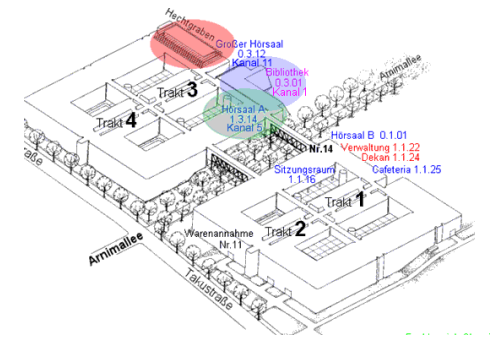 Hechtgraben
Großer Hörsaal
0.3.12
Kanal 11
Bibliothek
0.3.01
Kanal 1
Arnimallee
Trakt 3
Trakt 4
Hörsaal A
1.3.14
Kanal 5
Nr.14
Hörsaal B 0.1.01
Verwaltung 1.1.22
Dekan 1.1.24
Cafeteria 1.1.25
Sitzungsraum
1.1.16
Trakt 1
Trakt 2
Warenannahme
Nr.11
Arnimallee
Takustraße